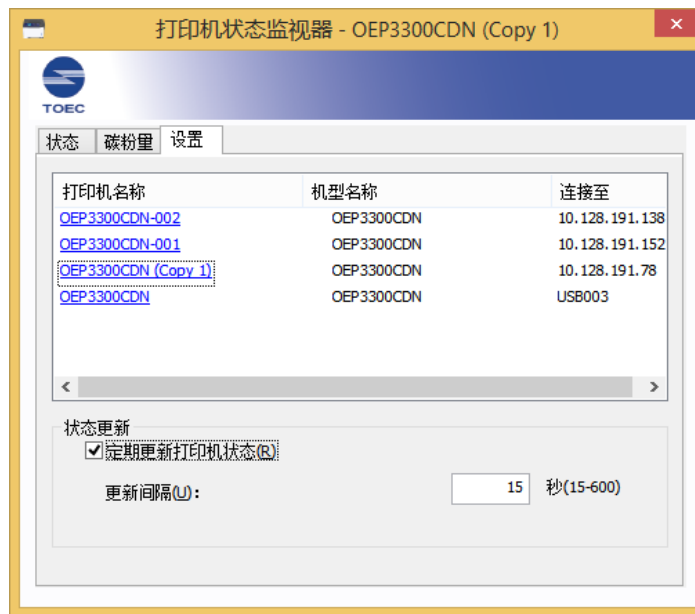 打印机状态监视器 - OEP3300CDN (Copy 1)
TOEC
状态 碳粉量 设置
打印机名称 机型名称 连接至
OEP3300CDN-002 OEP3300CDN 10.128.191.138
OEP3300CDN-001 OEP3300CDN 10.128.191.152
OEP3300CDN (Copy 1) OEP3300CDN 10.128.191.78
OEP3300CDN OEP3300CDN USB003
状态更新
定期更新打印机状态(R)
更新间隔(U): 15 秒(15-600)